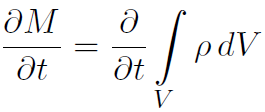 ∂M/∂t = ∂/∂t ∫_V ρ dV